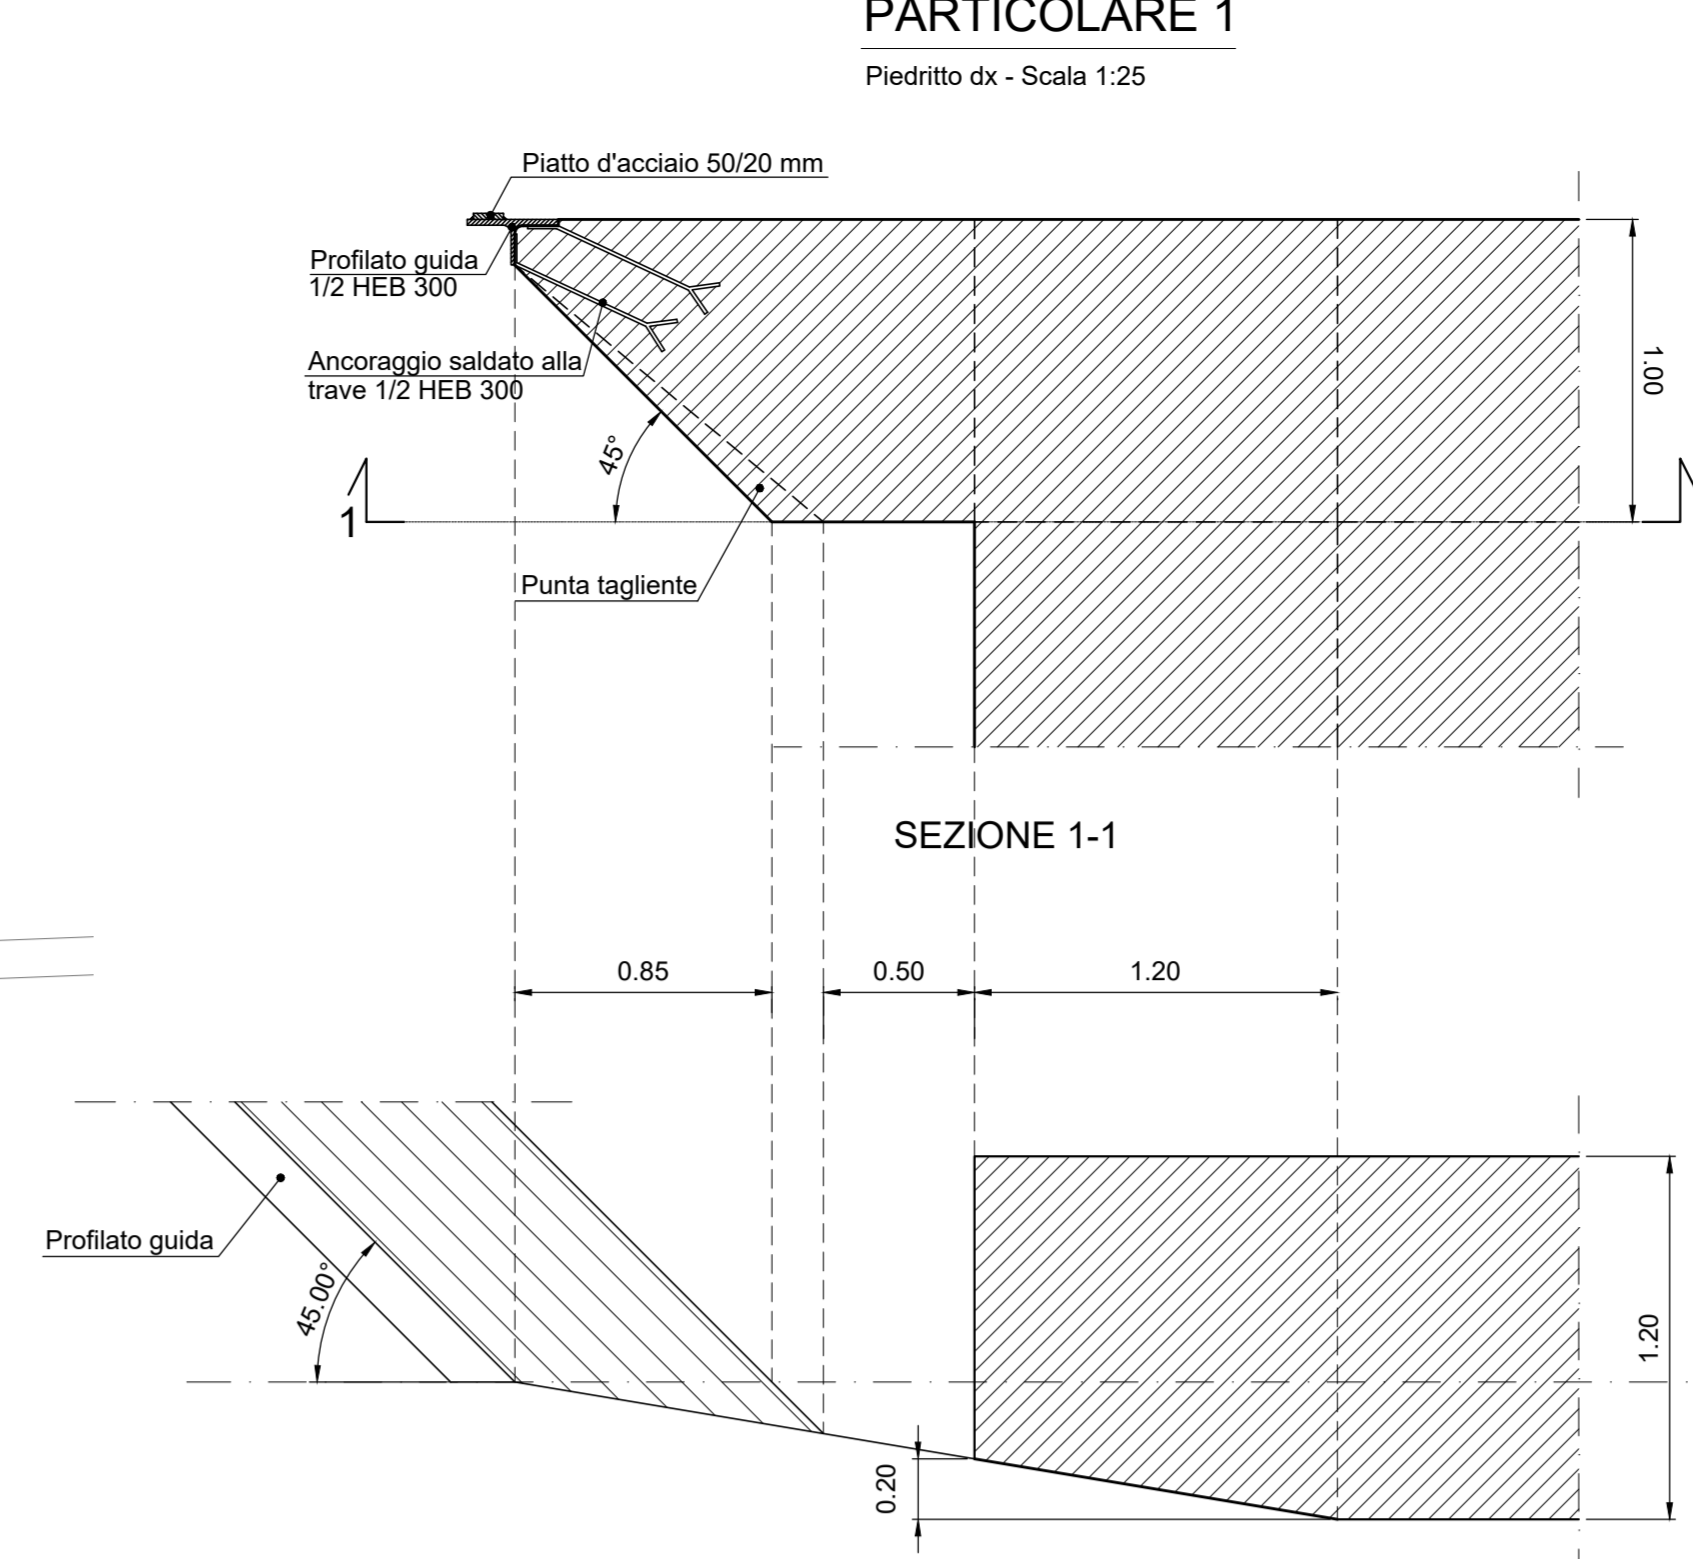 PARTICOLARE 1
Piedritto dx - Scala 1:25
Piatto d'acciaio 50/20 mm
Profilato guida
1/2 HEB 300
Ancoraggio saldato alla
trave 1/2 HEB 300
1.00
45°
1
Punta tagliente
SEZIONE 1-1
0.85
0.50
1.20
Profilato guida
45.00°
1.20
0.20